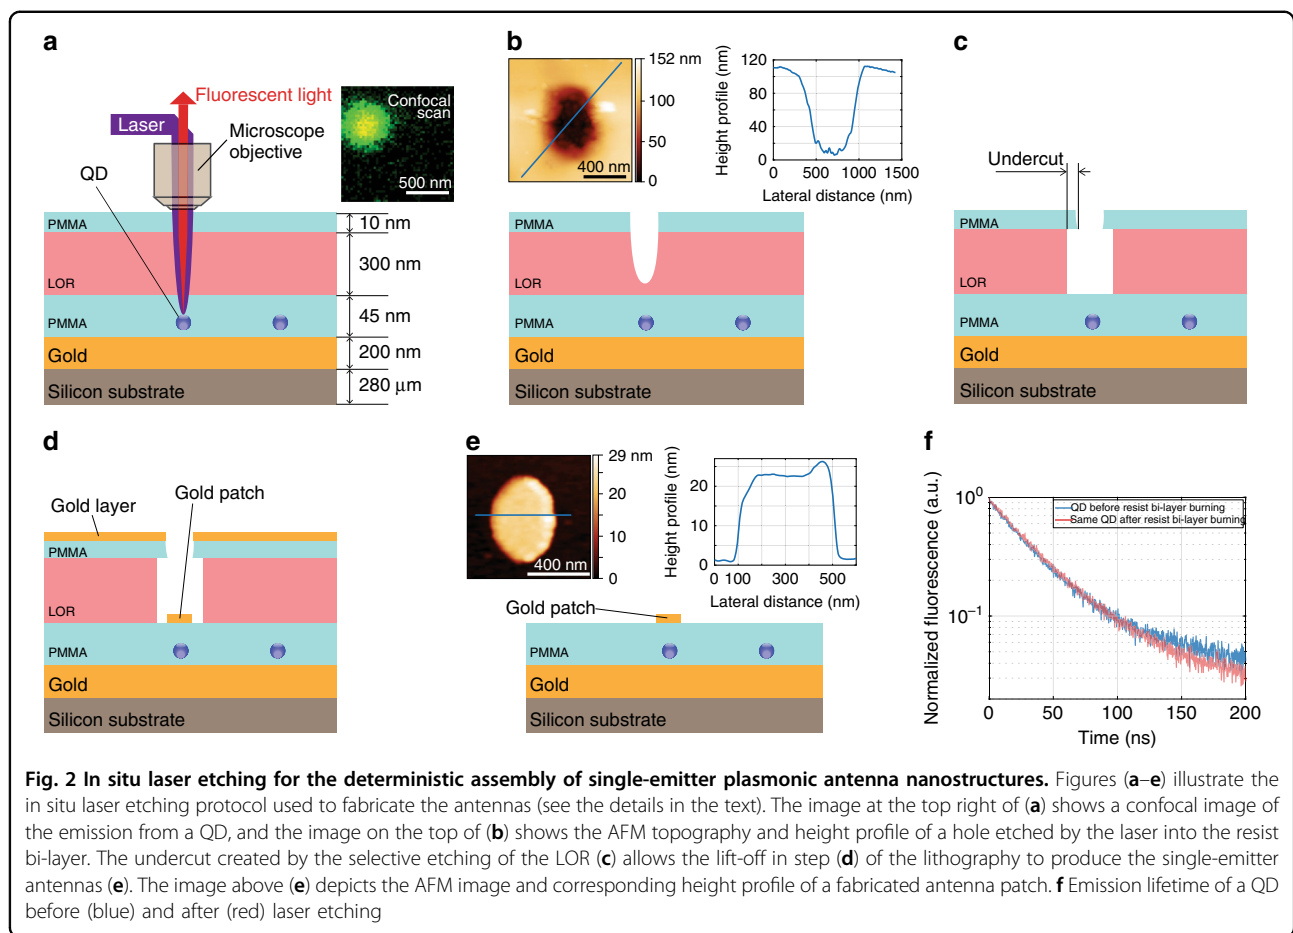 a
Fluorescent light
Laser
Microscope
objective
QD
Confocal
scan
500 nm
PMMA
10 nm
LOR
300 nm
PMMA
45 nm
Gold
200 nm
Silicon substrate
280 μm
b
152 nm
100
50
0
400 nm
Height profile (nm)
120
80
40
0
0 500 1000 1500
Lateral distance (nm)
PMMA
LOR
PMMA
Gold
Silicon substrate
c
Undercut
PMMA
LOR
PMMA
Gold
Silicon substrate
d
Gold layer
Gold patch
PMMA
LOR
PMMA
Gold
Silicon substrate
e
29 nm
20
10
0
400 nm
Height profile (nm)
20
15
0
0 100 300 500
Lateral distance (nm)
Gold patch
PMMA
Gold
Silicon substrate
f
Normalized fluorescence (a.u.)
10⁰
10⁻¹
QD before resist bi-layer burning
Same QD after resist bi-layer burning
0 50 100 150 200
Time (ns)
Fig. 2 In situ laser etching for the deterministic assembly of single-emitter plasmonic antenna nanostructures. Figures (a–e) illustrate the
in situ laser etching protocol used to fabricate the antennas (see the details in the text). The image at the top right of (a) shows a confocal image of
the emission from a QD, and the image on the top of (b) shows the AFM topography and height profile of a hole etched by the laser into the resist
bi-layer. The undercut created by the selective etching of the LOR (c) allows the lift-off in step (d) of the lithography to produce the single-emitter
antennas (e). The image above (e) depicts the AFM image and corresponding height profile of a fabricated antenna patch. f Emission lifetime of a QD
before (blue) and after (red) laser etching